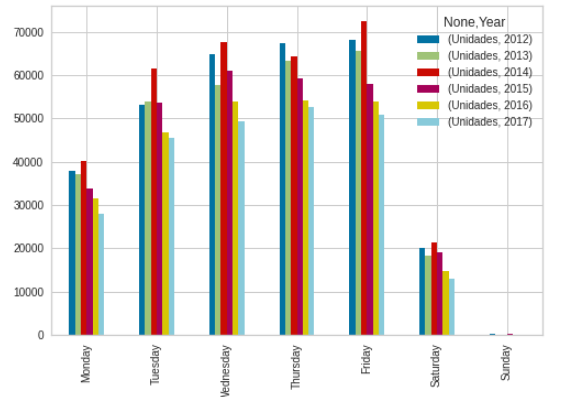 None,Year
(Unidades, 2012)
(Unidades, 2013)
(Unidades, 2014)
(Unidades, 2015)
(Unidades, 2016)
(Unidades, 2017)
70000
60000
50000
40000
30000
20000
10000
0
Monday
Tuesday
Wednesday
Thursday
Friday
Saturday
Sunday